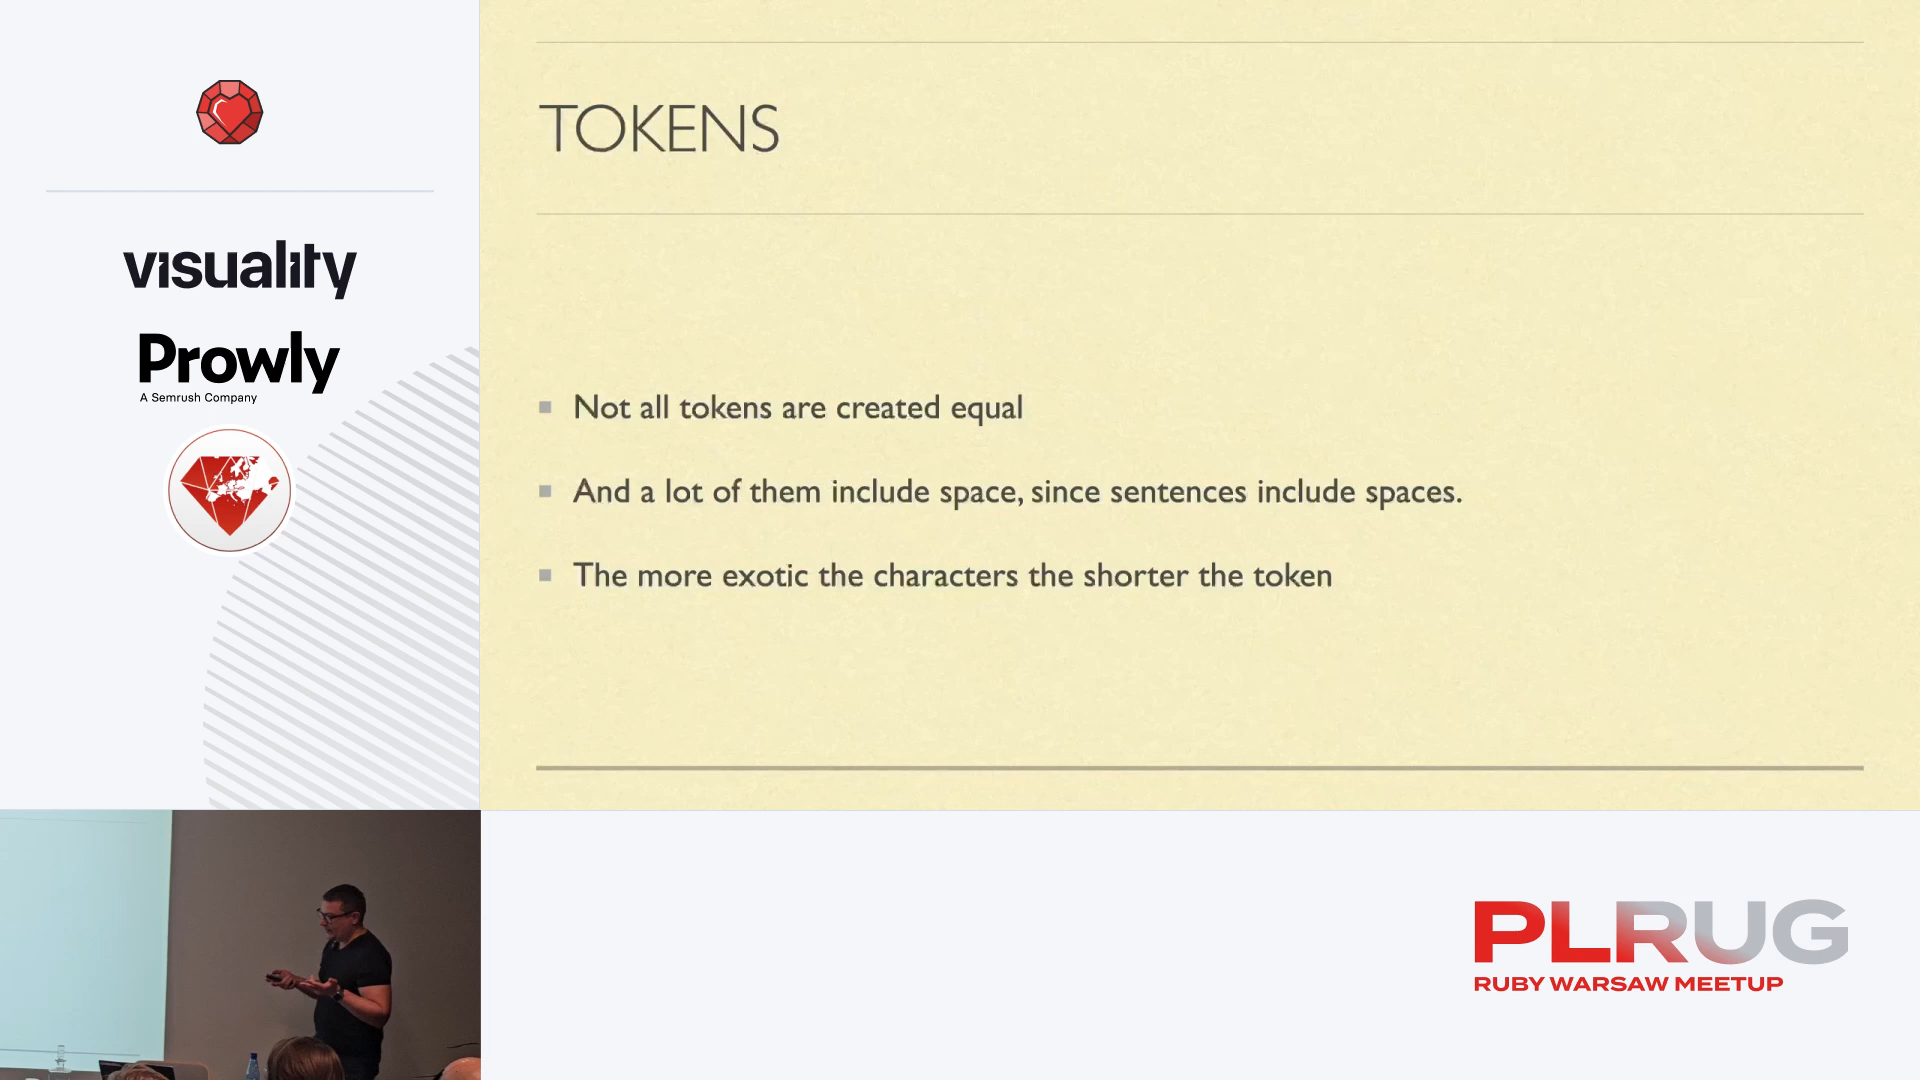 visuality
Prowly
A Semrush Company
TOKENS
Not all tokens are created equal
And a lot of them include space, since sentences include spaces.
The more exotic the characters the shorter the token
PLRUG
RUBY WARSAW MEETUP